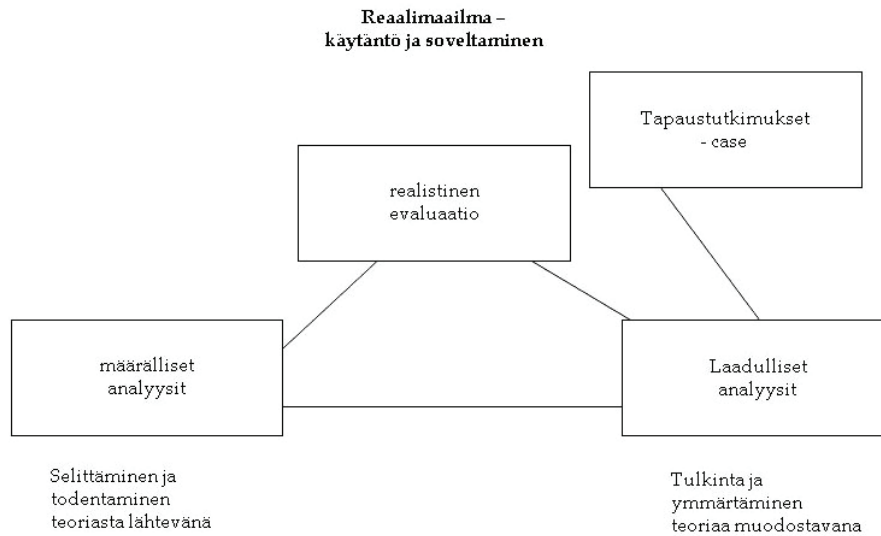 Reaalimaailma –
käytäntö ja soveltaminen
Tapaustutkimukset
- case
realistinen
evaluaatio
määrälliset
analyysit
Laadulliset
analyysit
Selittäminen ja
todentaminen
teoriasta lähtevänä
Tulkinta ja
ymmärtäminen
teoriaa muodostavana